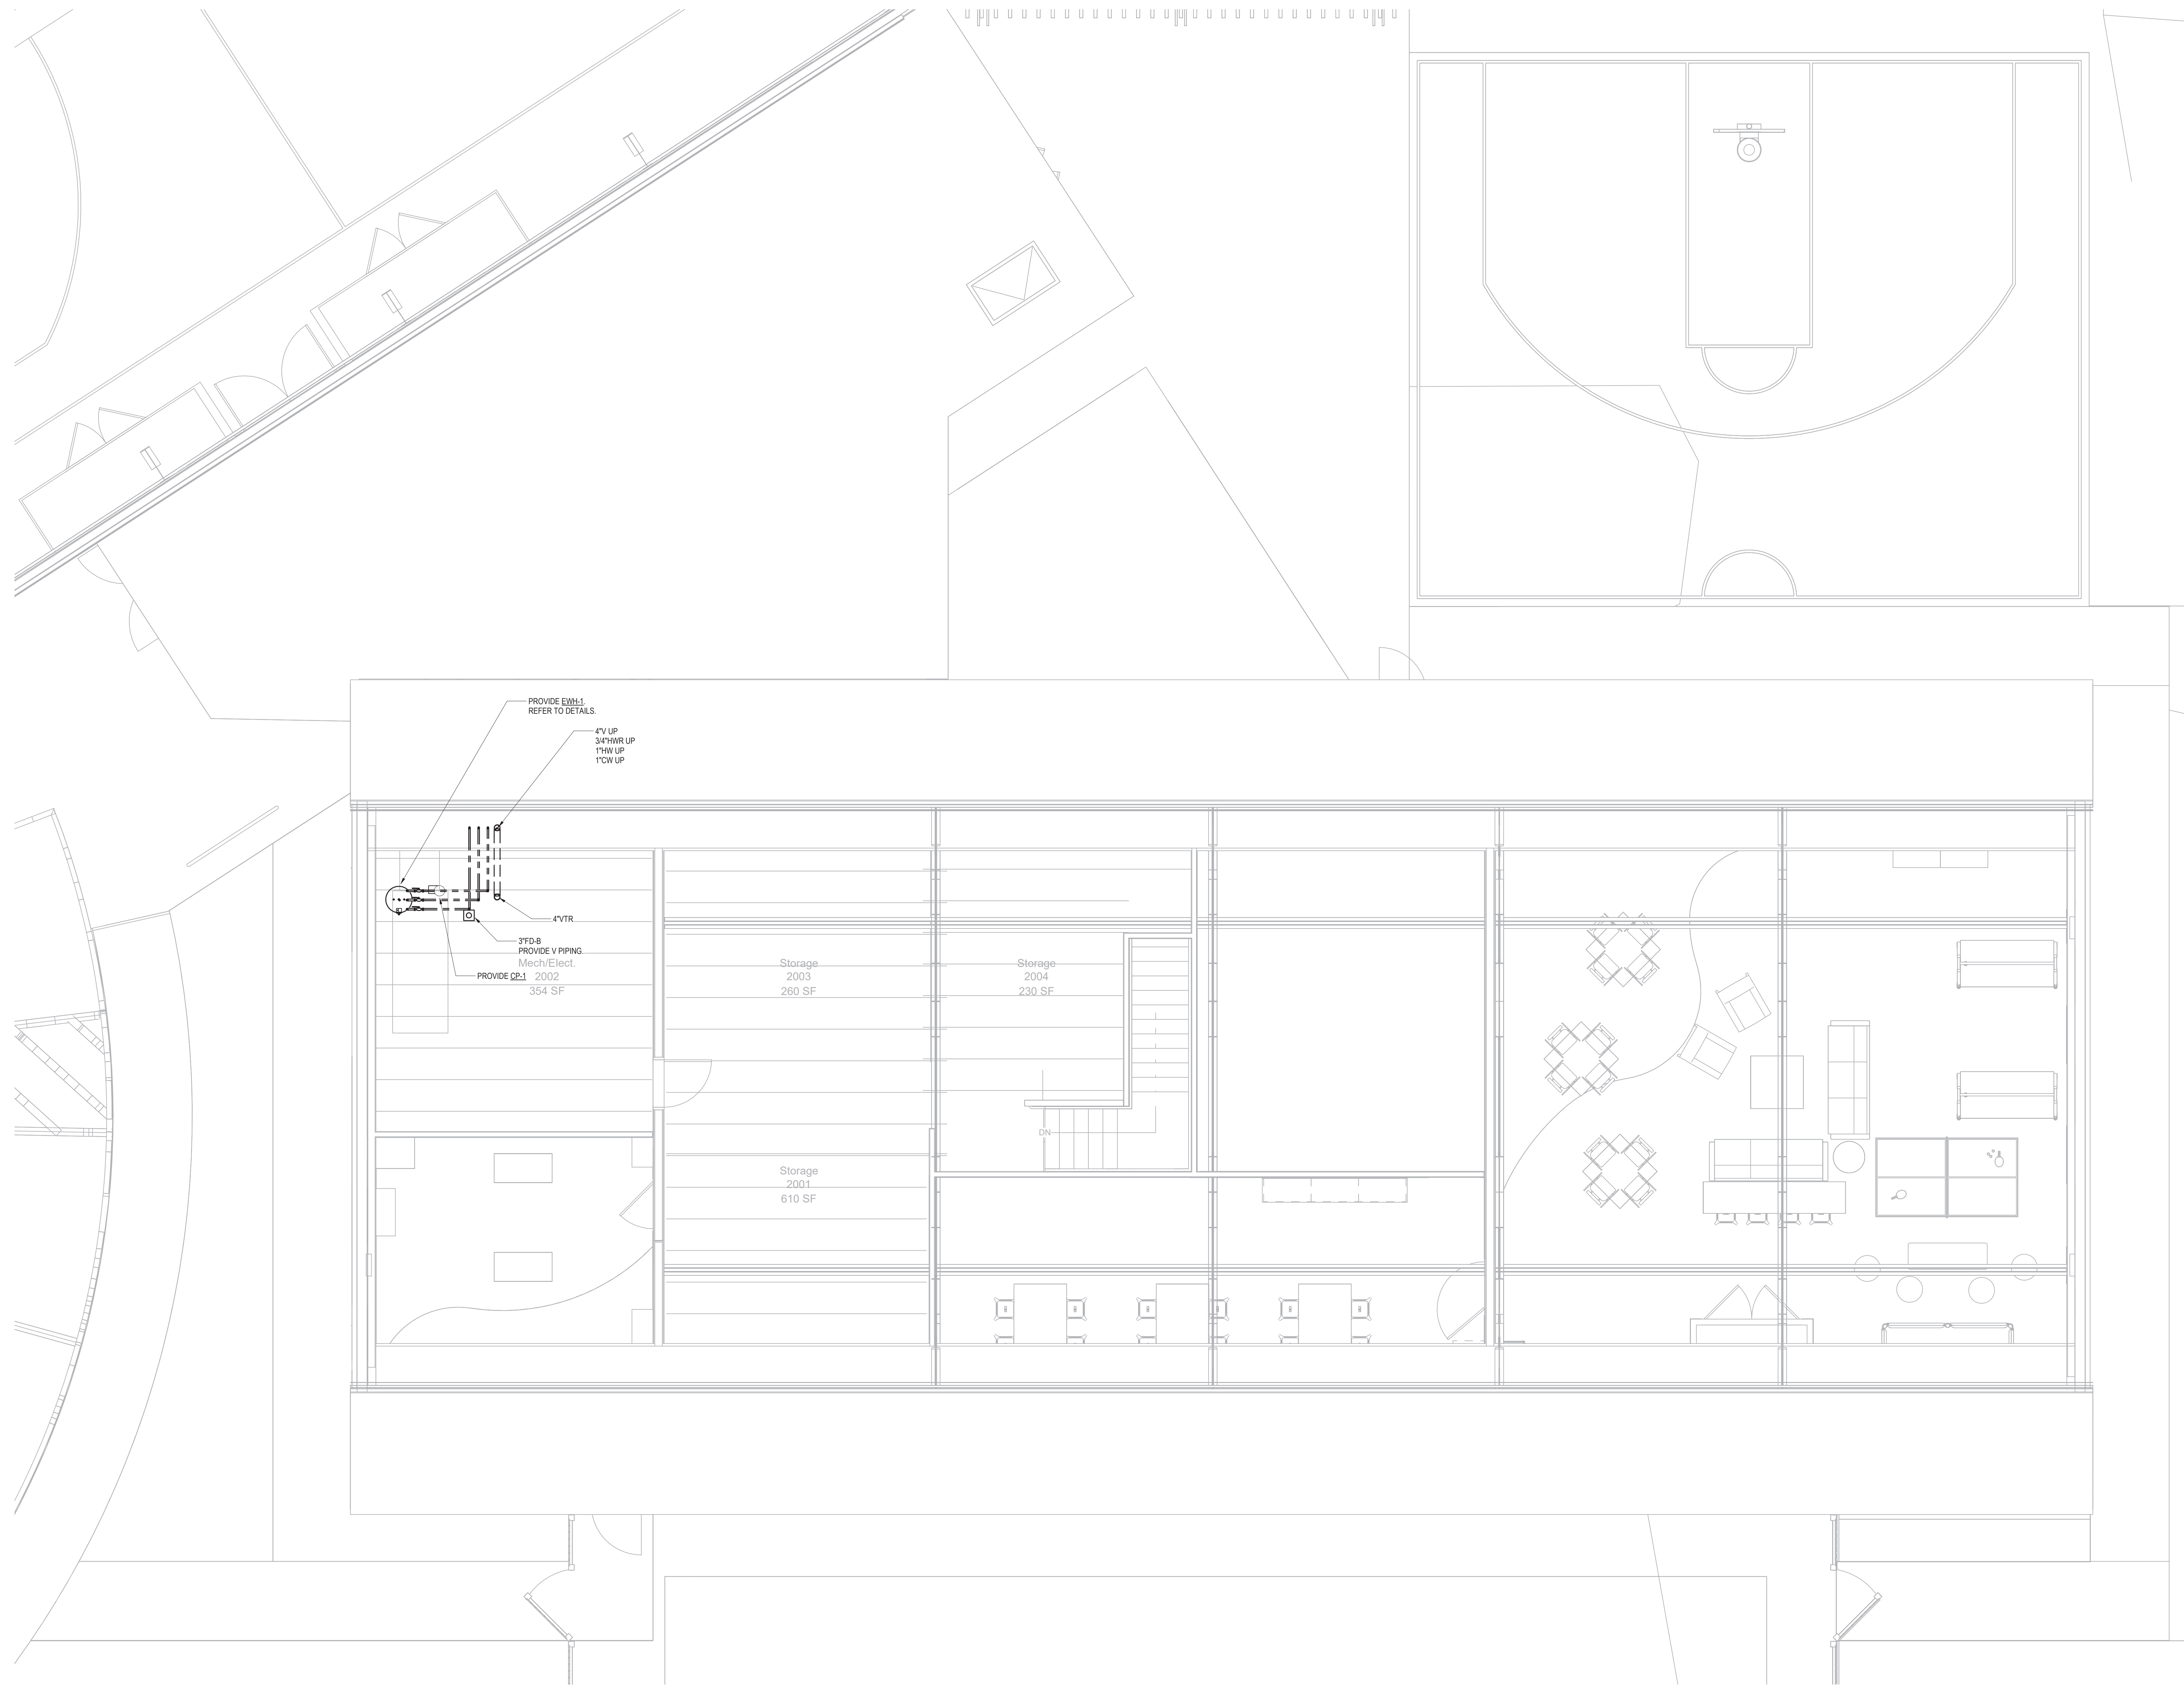 PROVIDE EWH-1.
REFER TO DETAILS.
4"V UP
3/4"HWR UP
1"HW UP
1"CW UP
4"VTR
3"FD-B
PROVIDE V PIPING
PROVIDE CP-1
Mech/Elect.
2002
354 SF
Storage
2003
260 SF
Storage
2004
230 SF
DN
Storage
2001
610 SF